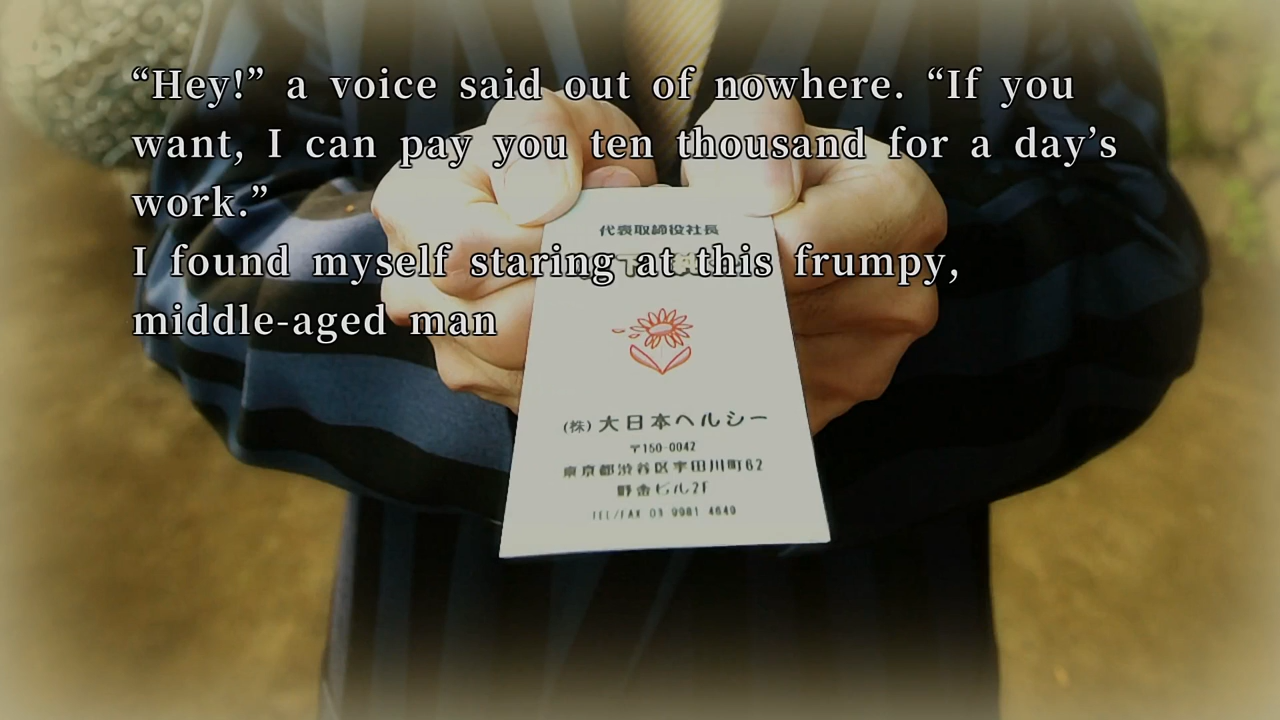 “Hey!” a voice said out of nowhere. “If you
want, I can pay you ten thousand for a day’s
work.”
I found myself staring at this frumpy,
middle-aged man
代表取締役社長
(株)大日本ヘルシー
〒150-0042
東京都渋谷区宇田川町62
野金ビル2F
TEL/FAX 03 9981 4649